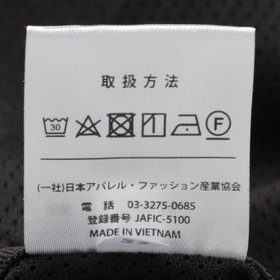 取扱方法
30 F
(一社)日本アパレル・ファッション産業協会
電話 03-3275-0685
登録番号 JAFIC-5100
MADE IN VIETNAM